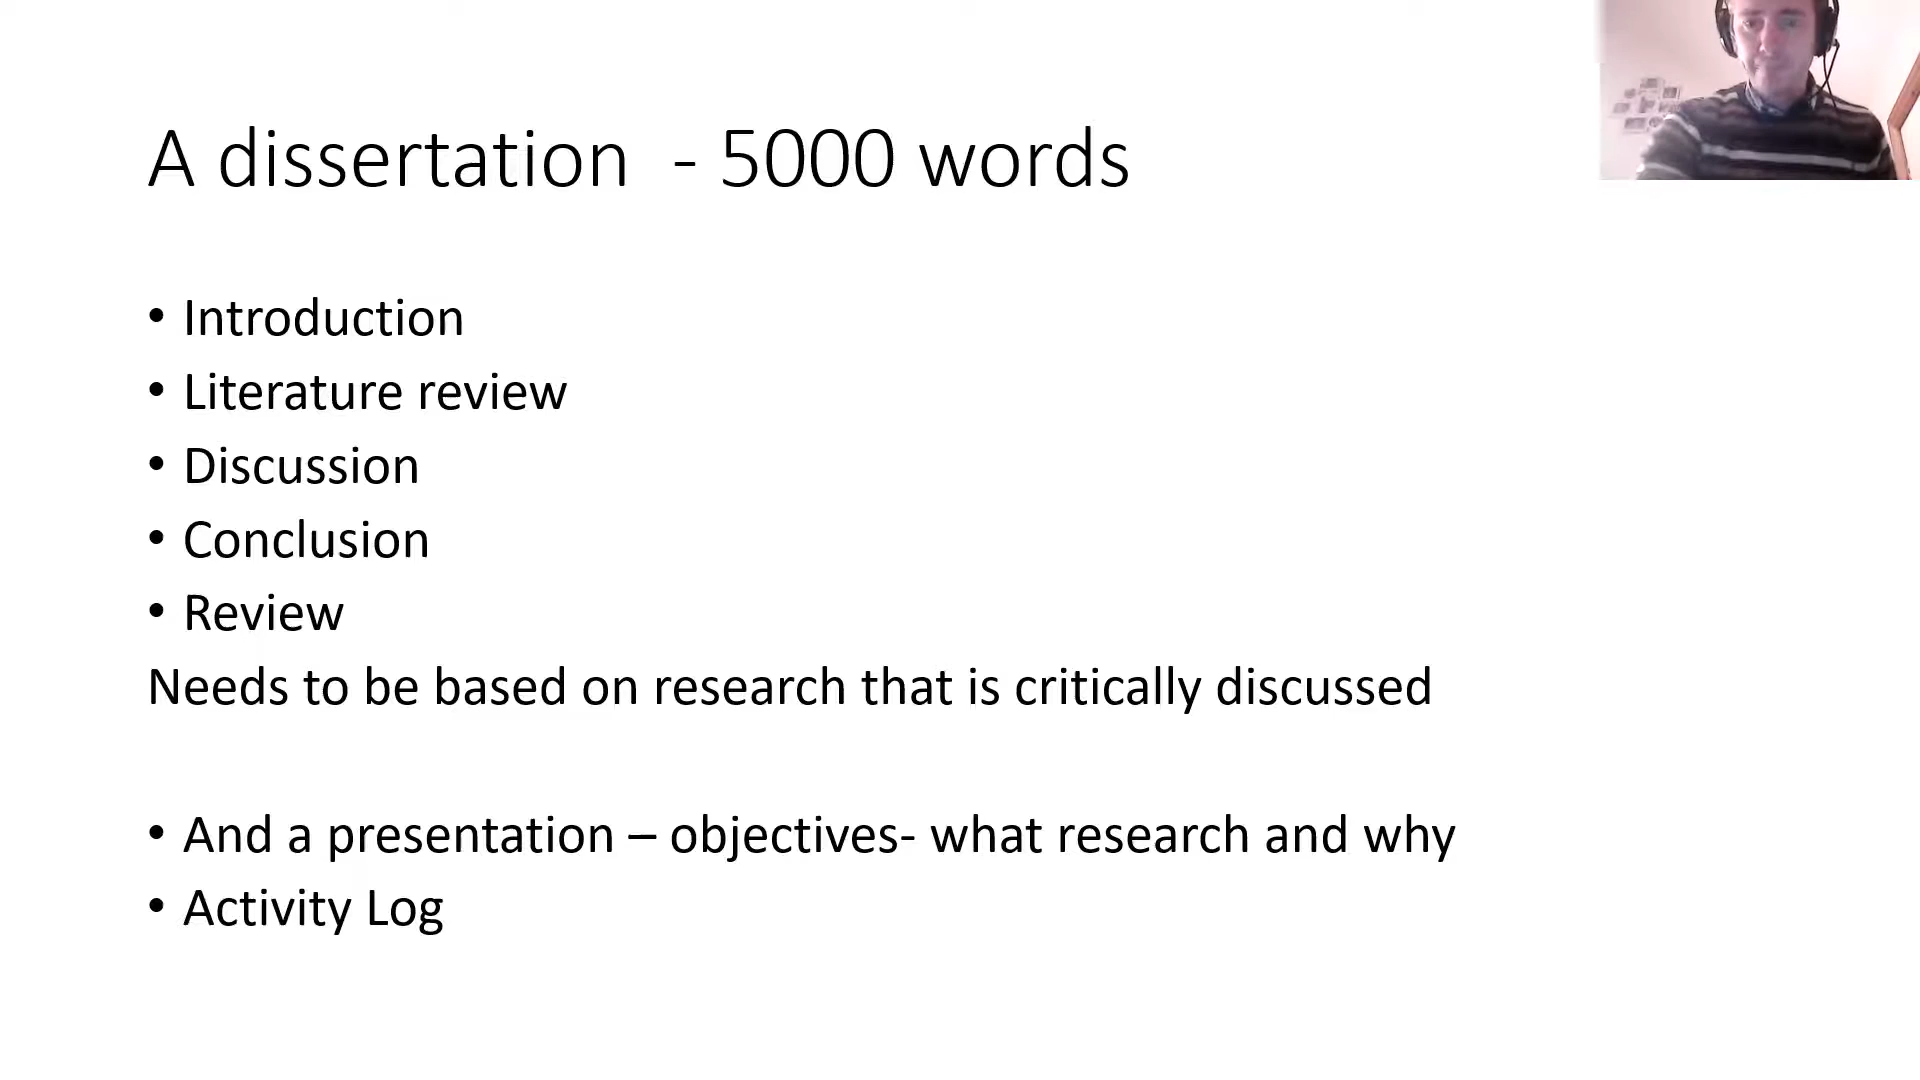 A dissertation  - 5000 words
• Introduction
• Literature review
• Discussion
• Conclusion
• Review
Needs to be based on research that is critically discussed
• And a presentation – objectives- what research and why
• Activity Log